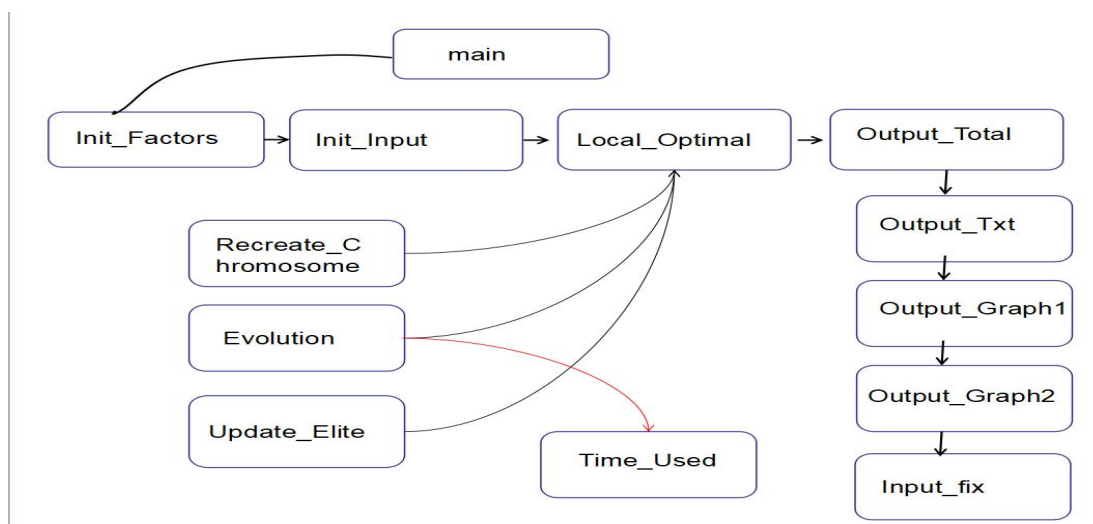 main
Init_Factors
Init_Input
Local_Optimal
Output_Total
Recreate_C
hromosome
Output_Txt
Evolution
Output_Graph1
Update_Elite
Output_Graph2
Time_Used
Input_fix